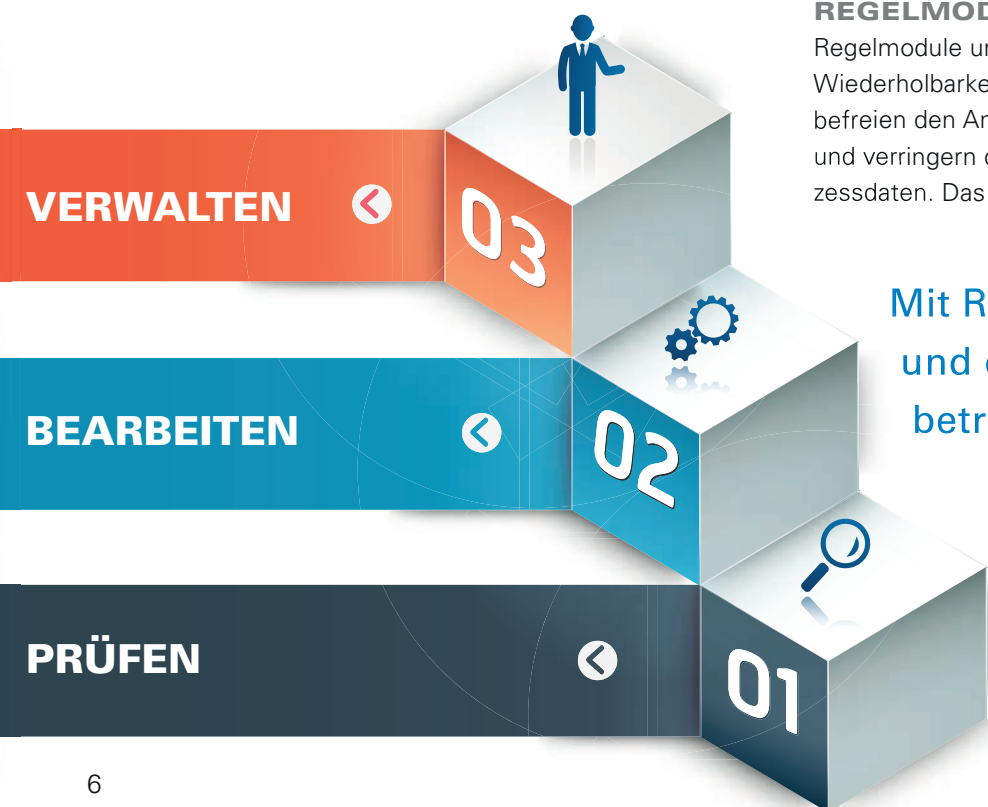 REGELMOD
Regelmodule u
Wiederholbarke
befreien den A
und verringern
zessdaten. Das
VERWALTEN
03
Mit R
und
betr
BEARBEITEN
02
PRÜFEN
01
6